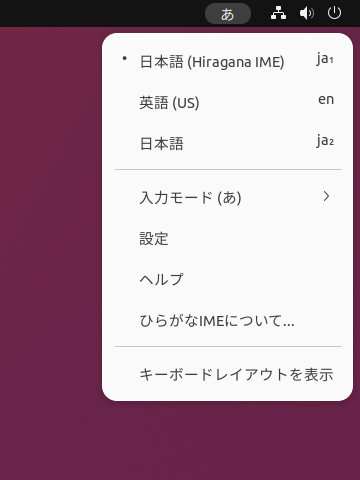 あ
日本語 (Hiragana IME) ja₁
英語 (US) en
日本語 ja₂
入力モード (あ)
設定
ヘルプ
ひらがなIMEについて...
キーボードレイアウトを表示